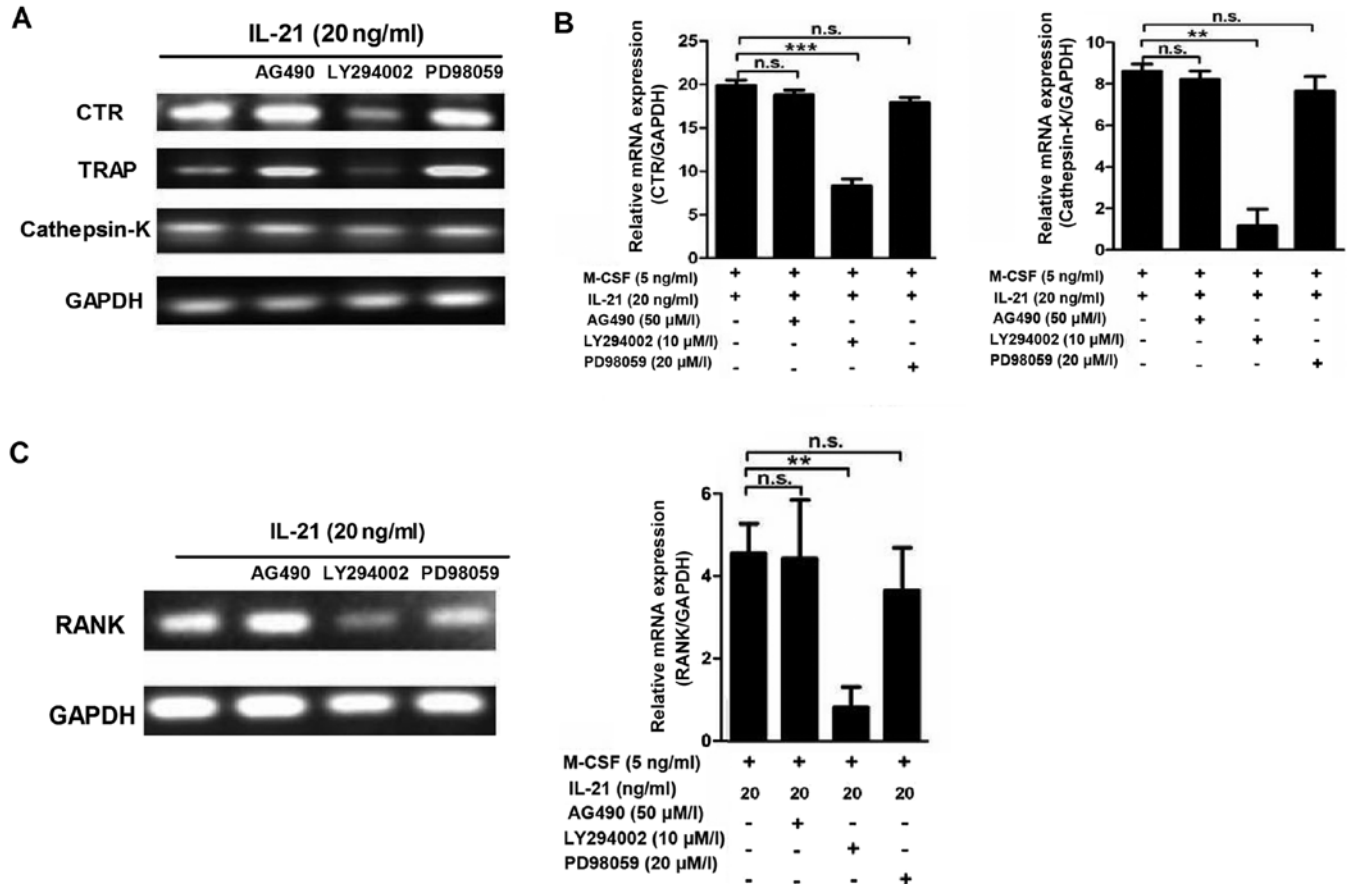 A
IL-21 (20 ng/ml)
AG490 LY294002 PD98059
CTR
TRAP
Cathepsin-K
GAPDH
B
Relative mRNA expression
(CTR/GAPDH)
25
20
15
10
5
0
n.s.
***
n.s.
M-CSF (5 ng/ml) + + + +
IL-21 (20 ng/ml) + + + +
AG490 (50 μM/l) - + - -
LY294002 (10 μM/l) - - + -
PD98059 (20 μM/l) - - - +
Relative mRNA expression
(Cathepsin-K/GAPDH)
10
8
6
4
2
0
n.s.
**
n.s.
M-CSF (5 ng/ml) + + + +
IL-21 (20 ng/ml) + + + +
AG490 (50 μM/l) - + - -
LY294002 (10 μM/l) - - + -
PD98059 (20 μM/l) - - - +
C
IL-21 (20 ng/ml)
AG490 LY294002 PD98059
RANK
GAPDH
Relative mRNA expression
(RANK/GAPDH)
6
4
2
0
n.s.
**
n.s.
M-CSF (5 ng/ml) + + + +
IL-21 (ng/ml) 20 20 20 20
AG490 (50 μM/l) - + - -
LY294002 (10 μM/l) - - + -
PD98059 (20 μM/l) - - - +